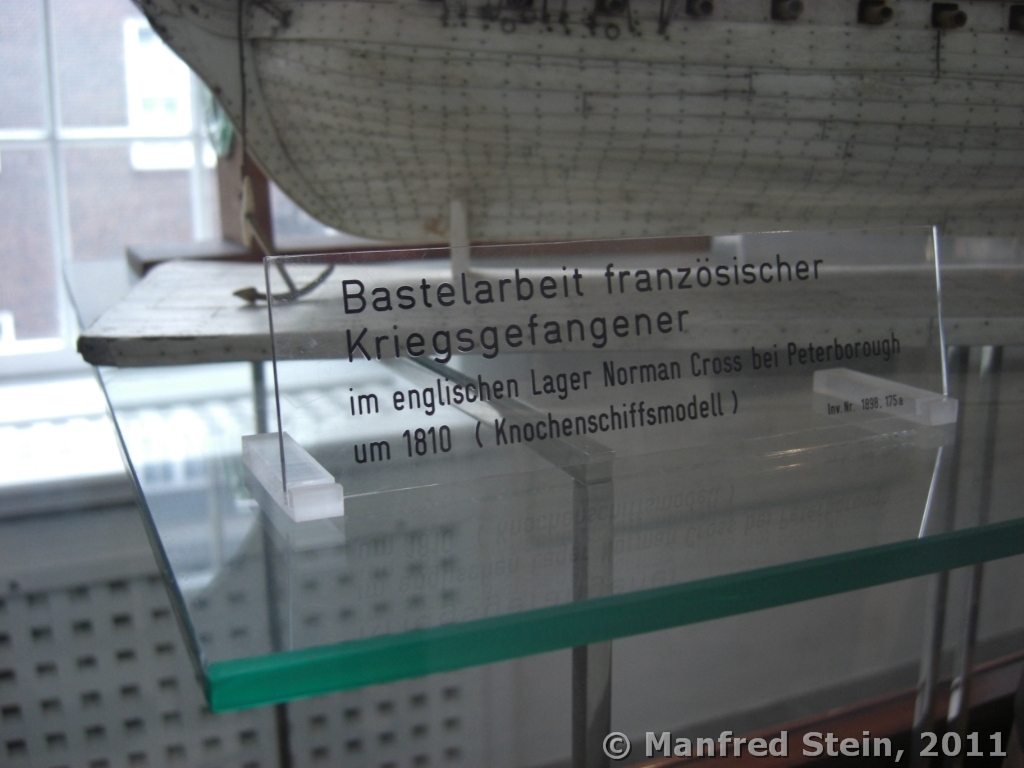 Bastelarbeit französischer
Kriegsgefangener
im englischen Lager Norman Cross bei Peterborough
um 1810 ( Knochenschiffsmodell )
Inv. Nr. 1898, 175a
© Manfred Stein, 2011